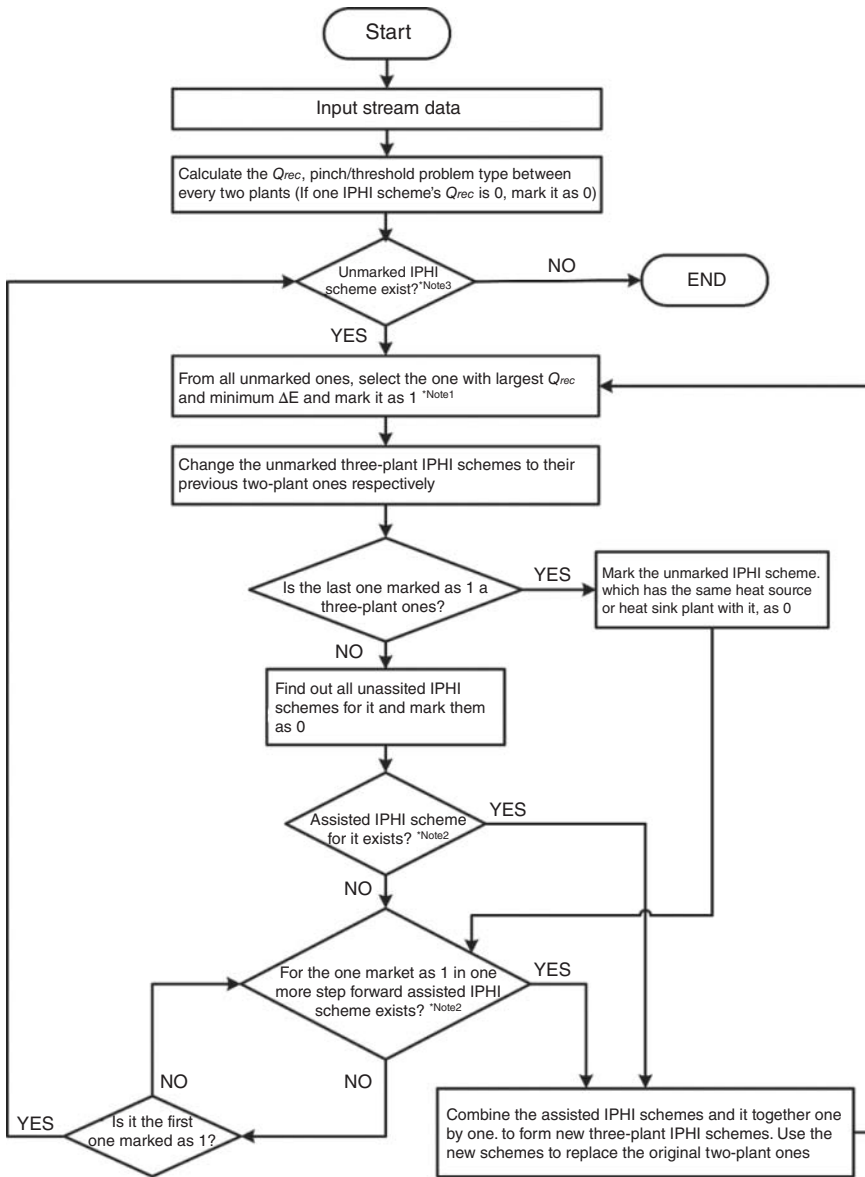 Start
Input stream data
Calculate the Qrec, pinch/threshold problem type between
every two plants (If one IPHI scheme's Qrec is 0, mark it as 0)
Unmarked IPHI
scheme exist?*Note3
NO
END
YES
From all unmarked ones, select the one with largest Qrec
and minimum ΔE and mark it as 1 *Note1
Change the unmarked three-plant IPHI schemes to their
previous two-plant ones respectively
Is the last one marked as 1 a
three-plant ones?
YES
Mark the unmarked IPHI scheme.
which has the same heat source
or heat sink plant with it, as 0
NO
Find out all unassited IPHI
schemes for it and mark them
as 0
Assisted IPHI scheme
for it exists? *Note2
YES
NO
For the one market as 1 in one
more step forward assisted IPHI
scheme exists? *Note2
YES
NO
NO
Is it the first
one marked as 1?
YES
Combine the assisted IPHI schemes and it together one
by one. to form new three-plant IPHI schemes. Use the
new schemes to replace the original two-plant ones